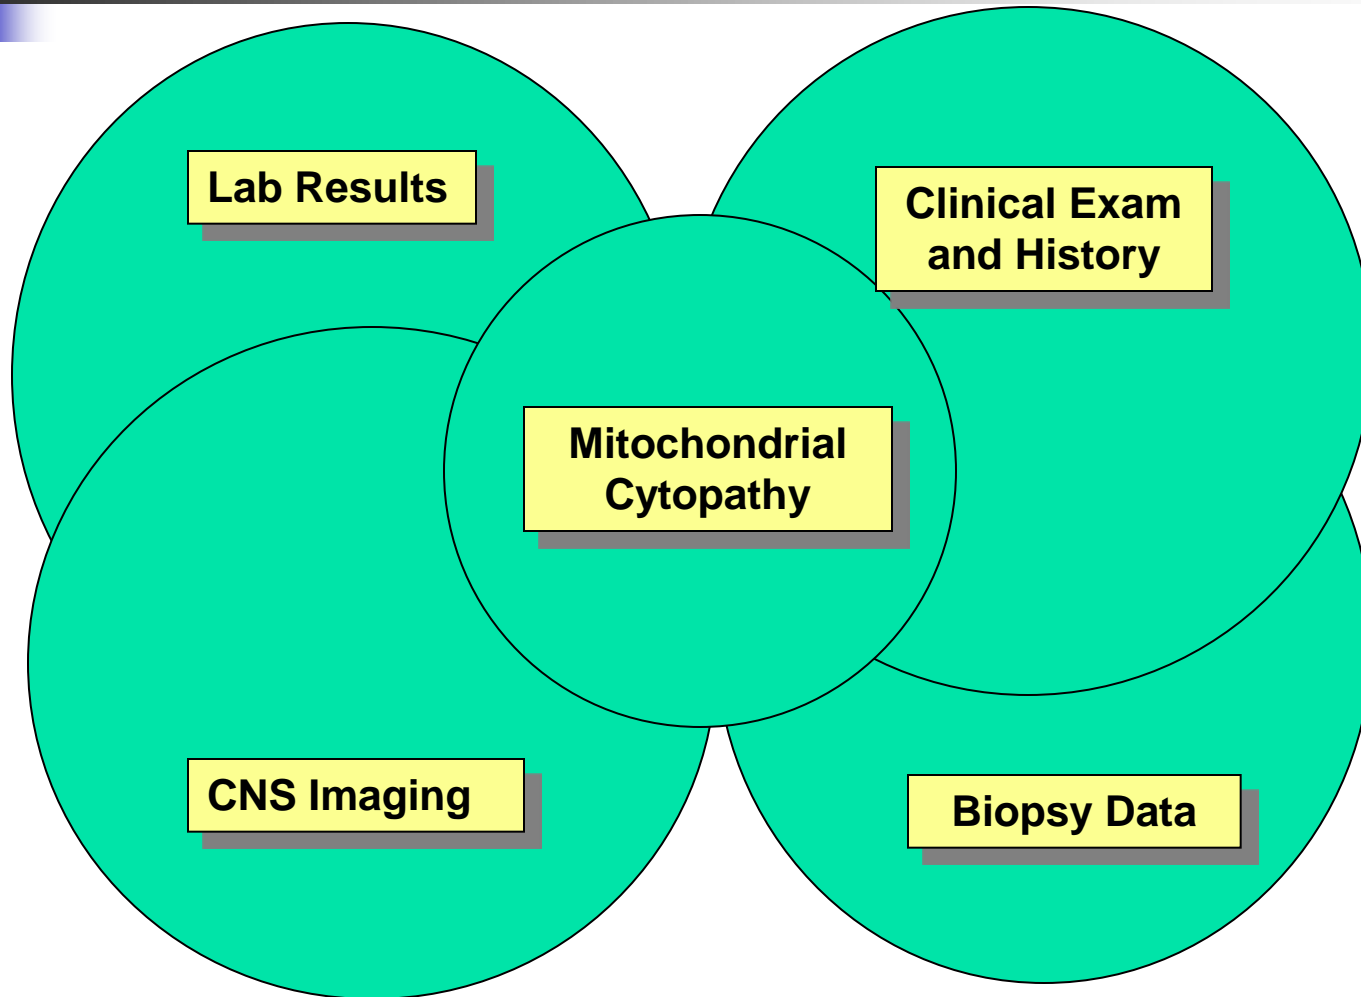 Lab Results
Clinical Exam
and History
Mitochondrial
Cytopathy
CNS Imaging
Biopsy Data